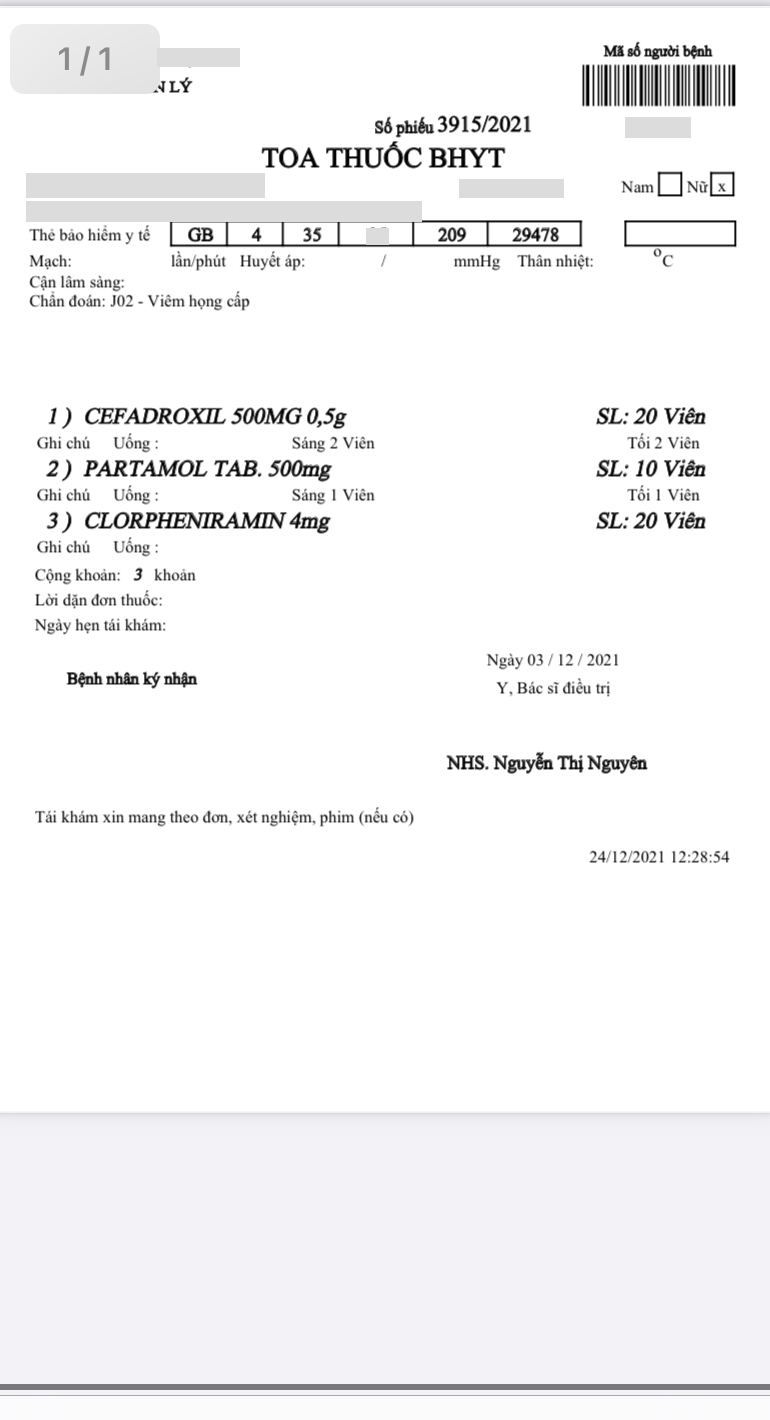 1/1
Mã số người bệnh
N LÝ
Số phiếu 3915/2021
TOA THUỐC BHYT
Nam Nữ x
Thẻ bảo hiểm y tế GB 4 35 209 29478
Mạch: lần/phút Huyết áp: / mmHg Thân nhiệt: °C
Cận lâm sàng:
Chẩn đoán: J02 - Viêm họng cấp
1 ) CEFADROXIL 500MG 0,5g SL: 20 Viên
Ghi chú Uống : Sáng 2 Viên Tối 2 Viên
2 ) PARTAMOL TAB. 500mg SL: 10 Viên
Ghi chú Uống : Sáng 1 Viên Tối 1 Viên
3 ) CLORPHENIRAMIN 4mg SL: 20 Viên
Ghi chú Uống :
Cộng khoản: 3 khoản
Lời dặn đơn thuốc:
Ngày hẹn tái khám:
Ngày 03 / 12 / 2021
Bệnh nhân ký nhận
Y, Bác sĩ điều trị
NHS. Nguyễn Thị Nguyên
Tái khám xin mang theo đơn, xét nghiệm, phim (nếu có)
24/12/2021 12:28:54